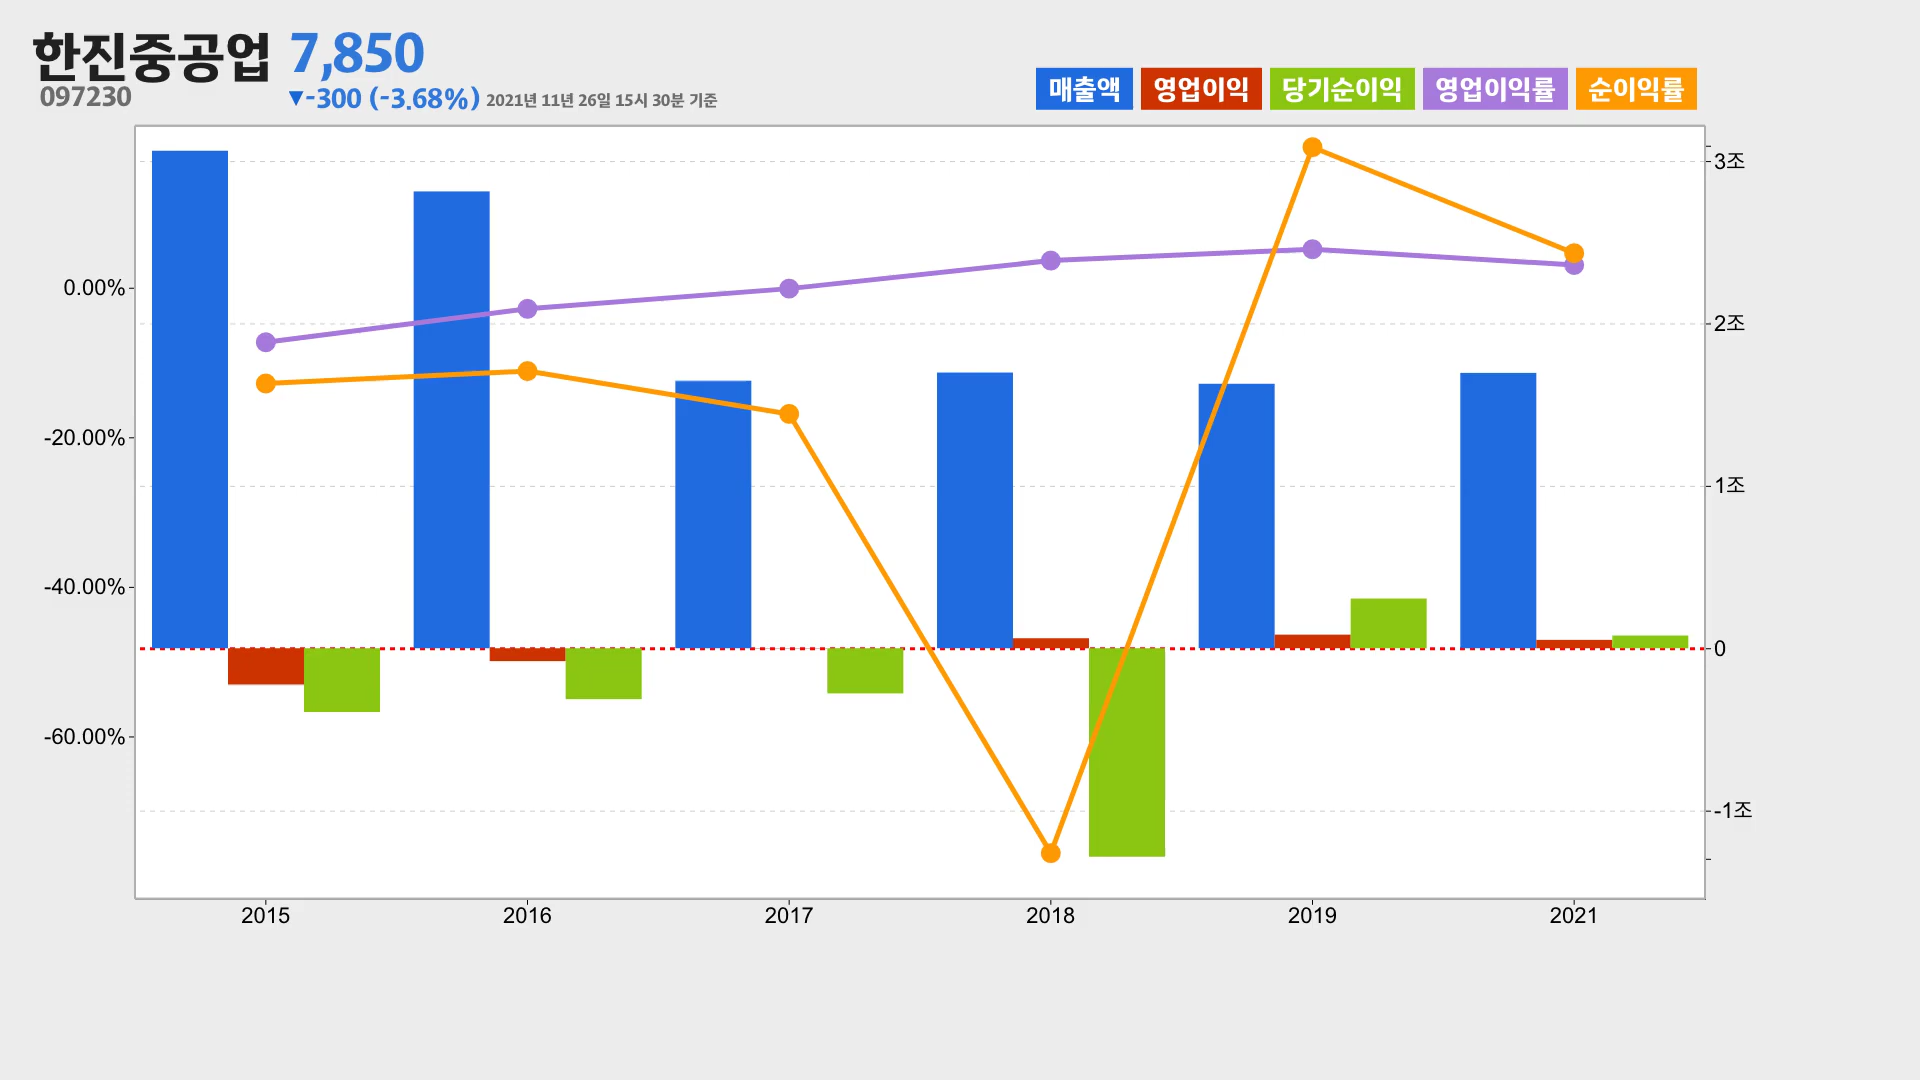 한진중공업 7,850
097230 ▼-300 (-3.68%) 2021년 11년 26일 15시 30분 기준
매출액 영업이익 당기순이익 영업이익률 순이익률
0.00%
-20.00%
-40.00%
-60.00%
3조
2조
1조
0
-1조
2015 2016 2017 2018 2019 2021